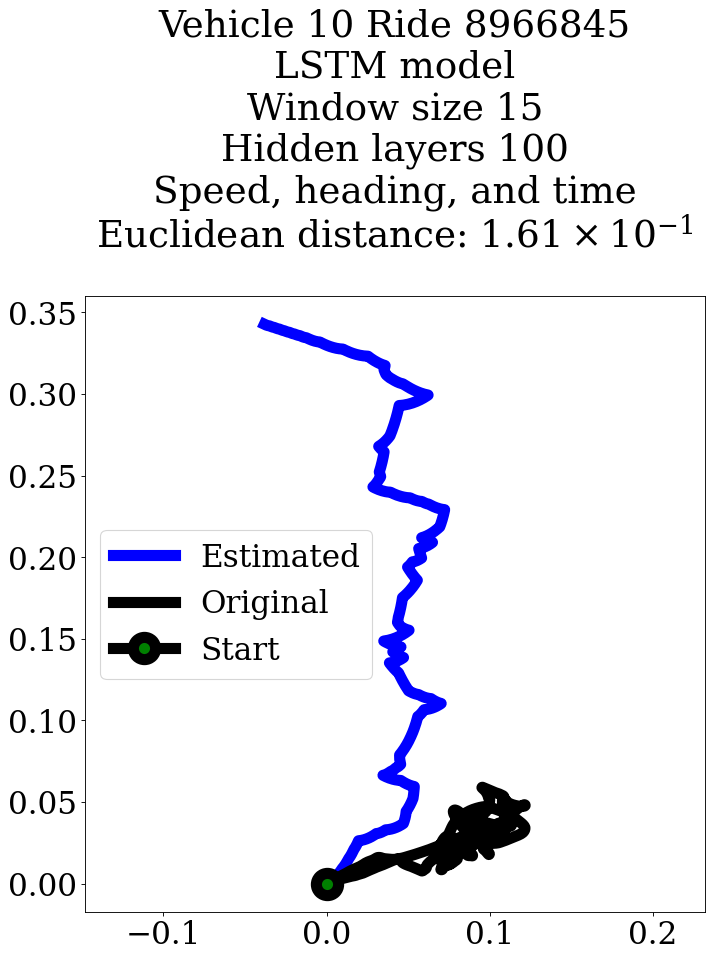 Vehicle 10 Ride 8966845
LSTM model
Window size 15
Hidden layers 100
Speed, heading, and time
Euclidean distance: 1.61 × 10⁻¹
0.35
0.30
0.25
0.20
0.15
0.10
0.05
0.00
Estimated
Original
Start
−0.1
0.0
0.1
0.2